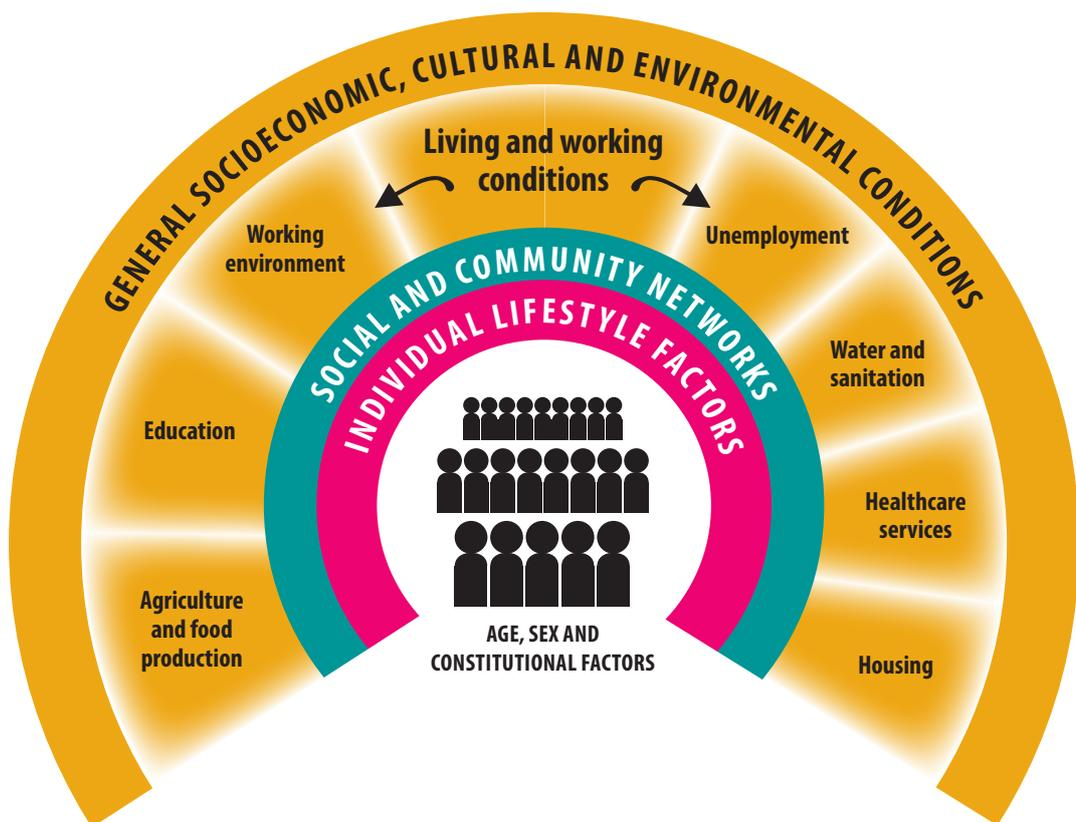 GENERAL SOCIOECONOMIC, CULTURAL AND ENVIRONMENTAL CONDITIONS
Living and working
conditions
Working
environment
Unemployment
SOCIAL AND COMMUNITY NETWORKS
INDIVIDUAL LIFESTYLE FACTORS
Education
Water and
sanitation
Healthcare
services
Agriculture
and food
production
Housing
AGE, SEX AND
CONSTITUTIONAL FACTORS